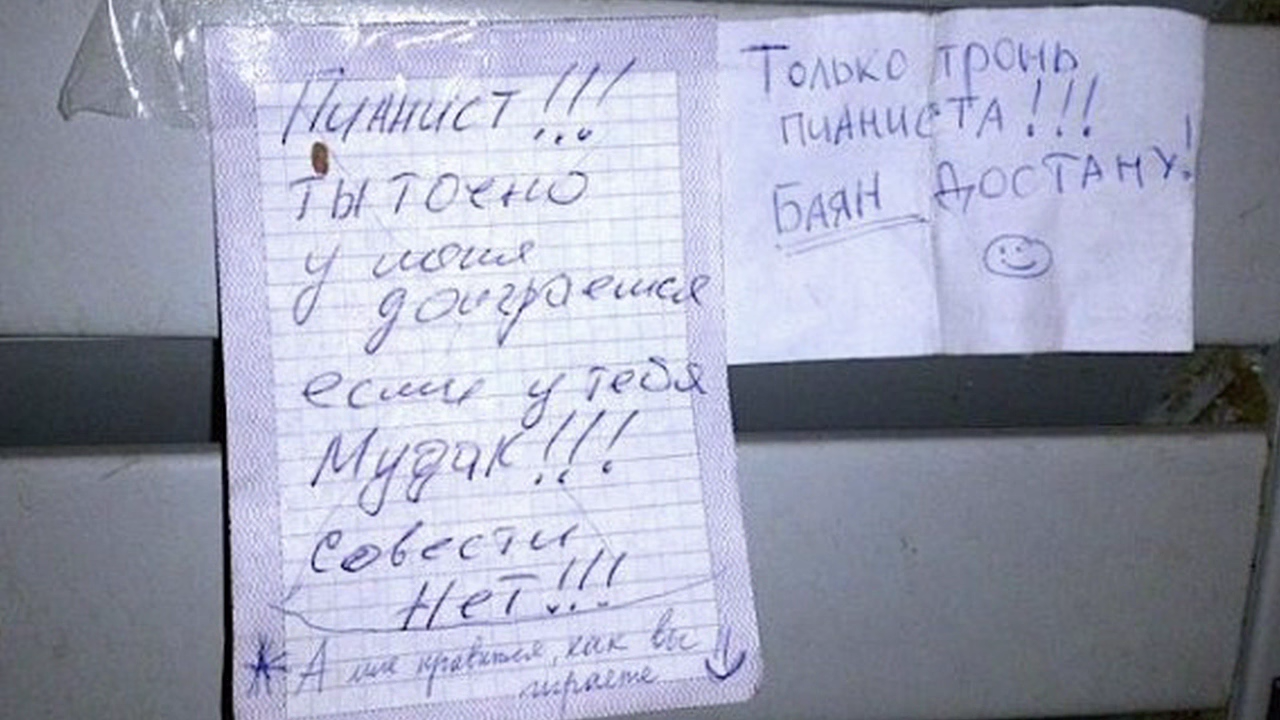 Пианист!!!
ты точно
у меня
доиграешся
если у тебя
Мудак!!!
совести
Нет!!!
* А мне нравится, как вы
играете
Только тронь
пианиста!!!
Баян достану!